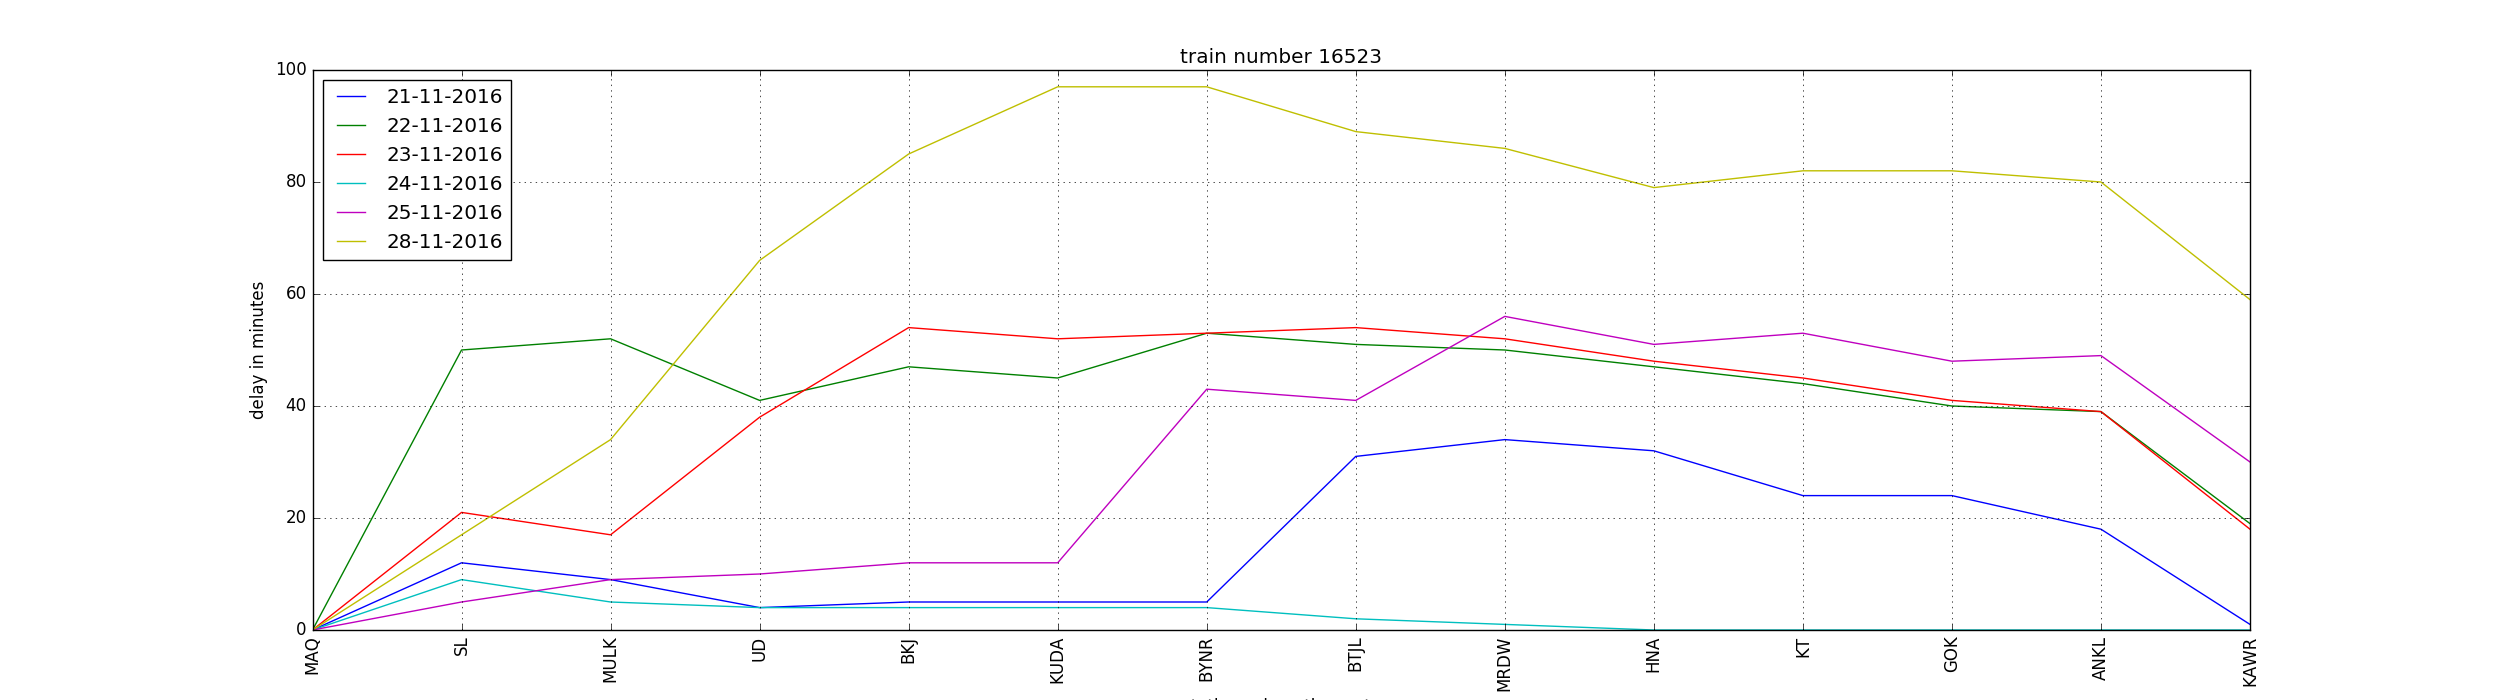 train number 16523
100
80
60
40
20
0
delay in minutes
21-11-2016
22-11-2016
23-11-2016
24-11-2016
25-11-2016
28-11-2016
MAQ
SL
MULK
UD
BKJ
KUDA
BYNR
BTJL
MRDW
HNA
KT
GOK
ANKL
KAWR